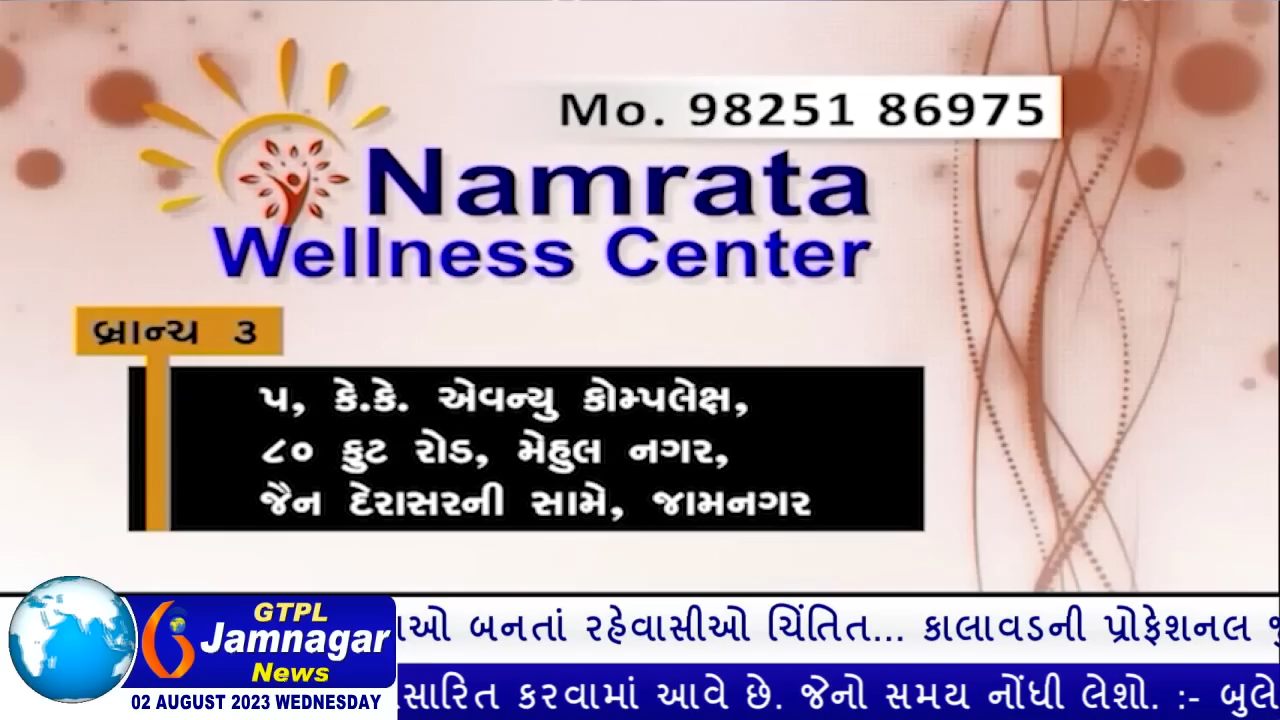 Mo. 98251 86975
Namrata
Wellness Center
બ્રાન્ચ ૩
૫, કે.કે. એવન્યુ કોમ્પલેક્ષ,
૮૦ ફુટ રોડ, મેહુલ નગર,
જૈન દેરાસરની સામે, જામનગર
GTPL
Jamnagar
News
02 AUGUST 2023 WEDNESDAY
બનતાં રહેવાસીઓ ચિંતિત... કાલાવડની પ્રોફેશનલ
કરવામાં આવે છે. જેનો સમય નોંધી લેશો. :-